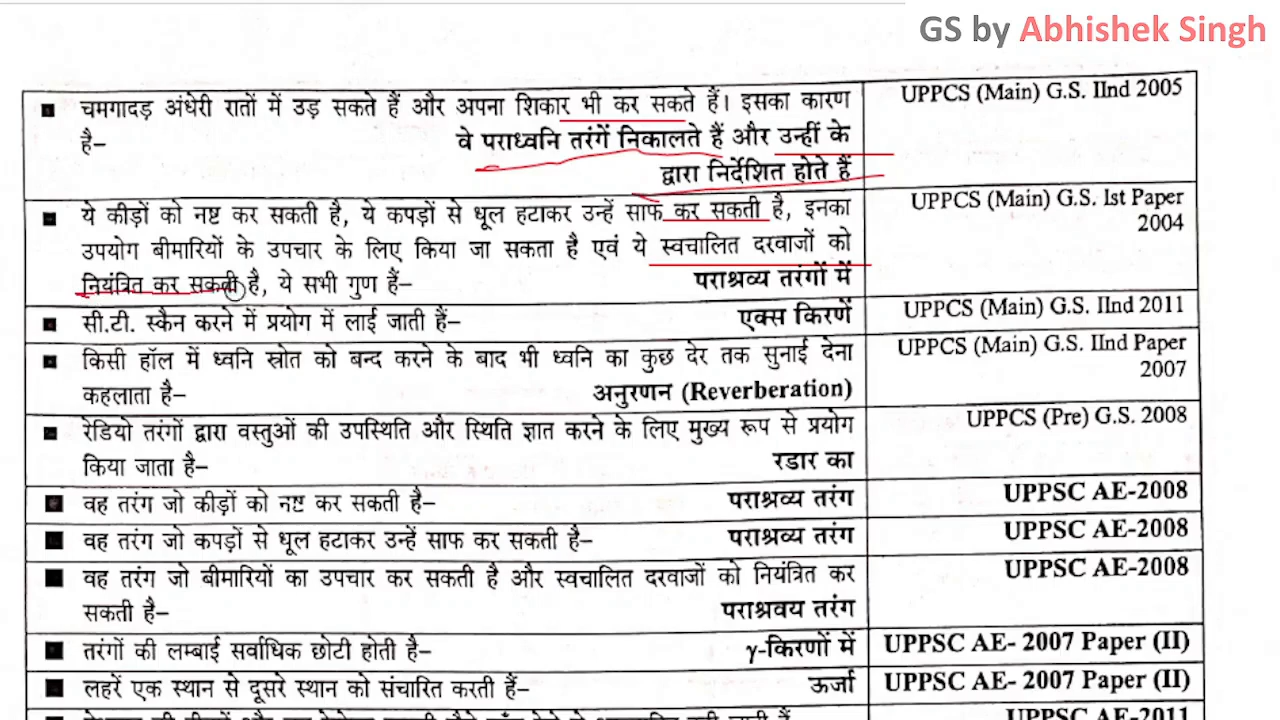 GS by Abhishek Singh
चमगादड़ अंधेरी रातों में उड़ सकते हैं और अपना शिकार भी कर सकते हैं। इसका कारण
है– वे पराध्वनि तरंगें निकालते हैं और उन्हीं के
द्वारा निर्देशित होते हैं
UPPCS (Main) G.S. IInd 2005
ये कीड़ों को नष्ट कर सकती है, ये कपड़ों से धूल हटाकर उन्हें साफ कर सकती है, इनका
उपयोग बीमारियों के उपचार के लिए किया जा सकता है एवं ये स्वचालित दरवाजों को
नियंत्रित कर सकती है, ये सभी गुण हैं– पराश्रव्य तरंगों में
UPPCS (Main) G.S. Ist Paper
2004
सी.टी. स्कैन करने में प्रयोग में लाई जाती हैं– एक्स किरणें
UPPCS (Main) G.S. IInd 2011
किसी हॉल में ध्वनि स्रोत को बन्द करने के बाद भी ध्वनि का कुछ देर तक सुनाई देना
कहलाता है– अनुरणन (Reverberation)
UPPCS (Main) G.S. IInd Paper
2007
रेडियो तरंगों द्वारा वस्तुओं की उपस्थिति और स्थिति ज्ञात करने के लिए मुख्य रूप से प्रयोग
किया जाता है– रडार का
UPPCS (Pre) G.S. 2008
वह तरंग जो कीड़ों को नष्ट कर सकती है– पराश्रव्य तरंग
UPPSC AE-2008
वह तरंग जो कपड़ों से धूल हटाकर उन्हें साफ कर सकती है– पराश्रव्य तरंग
UPPSC AE-2008
वह तरंग जो बीमारियों का उपचार कर सकती है और स्वचालित दरवाजों को नियंत्रित कर
सकती है– पराश्रवय तरंग
UPPSC AE-2008
तरंगों की लम्बाई सर्वाधिक छोटी होती है– γ-किरणों में
UPPSC AE- 2007 Paper (II)
लहरें एक स्थान से दूसरे स्थान को संचारित करती हैं– ऊर्जा
UPPSC AE- 2007 Paper (II)
UPPSC AE-2011